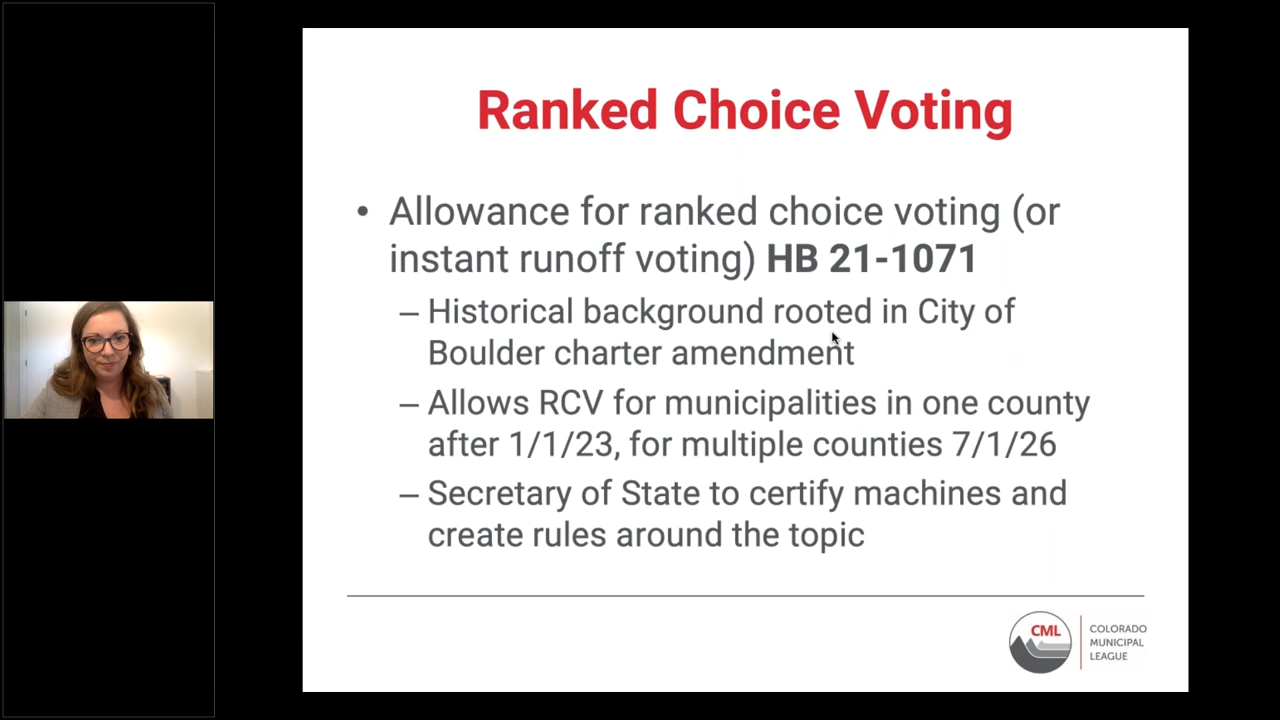 Ranked Choice Voting
• Allowance for ranked choice voting (or
instant runoff voting) HB 21-1071
– Historical background rooted in City of
Boulder charter amendment
– Allows RCV for municipalities in one county
after 1/1/23, for multiple counties 7/1/26
– Secretary of State to certify machines and
create rules around the topic
CML
COLORADO
MUNICIPAL
LEAGUE